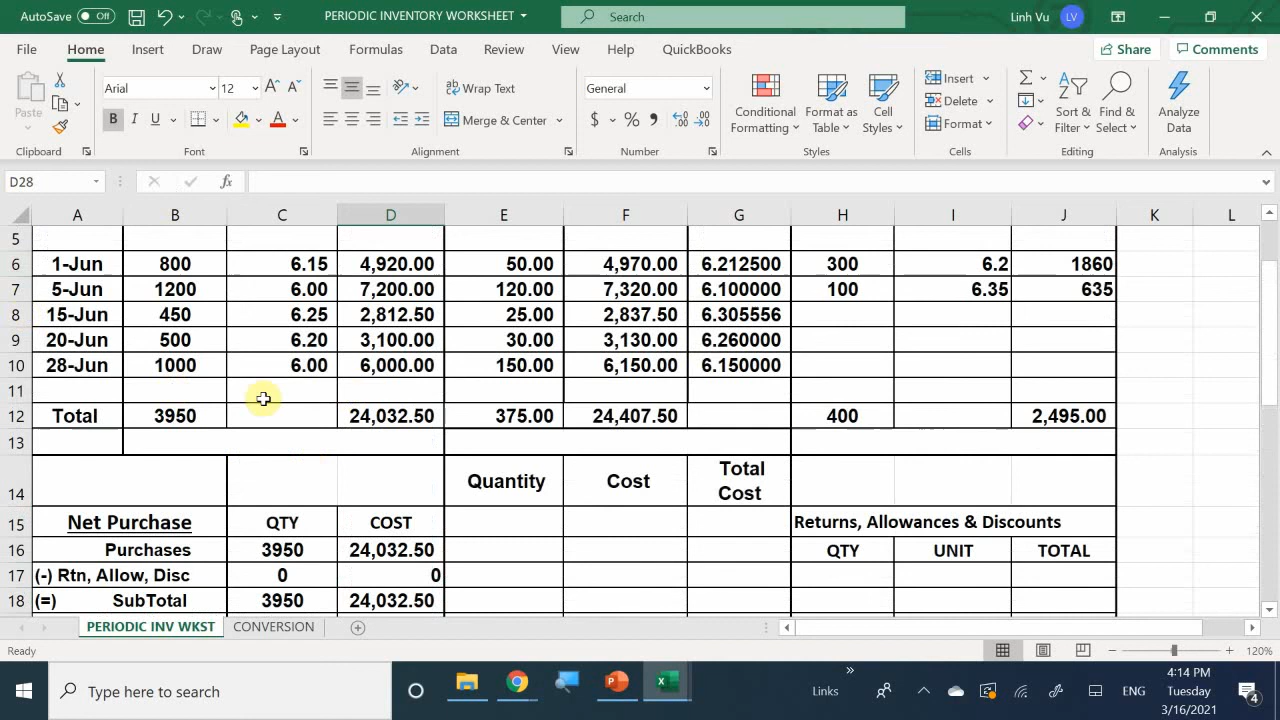 AutoSave Off PERIODIC INVENTORY WORKSHEET Search Linh Vu LV
File Home Insert Draw Page Layout Formulas Data Review View Help QuickBooks Share Comments
Paste Arial 12 A A ab Wrap Text General Conditional Formatting Format as Table Cell Styles Insert Delete Format Sort & Filter Find & Select Analyze Data
B I U A Merge & Center $ % 9
Clipboard Font Alignment Number Styles Cells Editing Analysis
D28 fx
A B C D E F G H I J K L
5
6 1-Jun 800 6.15 4,920.00 50.00 4,970.00 6.212500 300 6.2 1860
7 5-Jun 1200 6.00 7,200.00 120.00 7,320.00 6.100000 100 6.35 635
8 15-Jun 450 6.25 2,812.50 25.00 2,837.50 6.305556
9 20-Jun 500 6.20 3,100.00 30.00 3,130.00 6.260000
10 28-Jun 1000 6.00 6,000.00 150.00 6,150.00 6.150000
11
12 Total 3950 24,032.50 375.00 24,407.50 400 2,495.00
13
14 Quantity Cost Total Cost
15 Net Purchase QTY COST Returns, Allowances & Discounts
16 Purchases 3950 24,032.50 QTY UNIT TOTAL
17 (-) Rtn, Allow, Disc 0 0
18 (=) SubTotal 3950 24,032.50
PERIODIC INV WKST CONVERSION
Ready 120%
Type here to search Links ENG 4:14 PM
Tuesday
3/16/2021
4